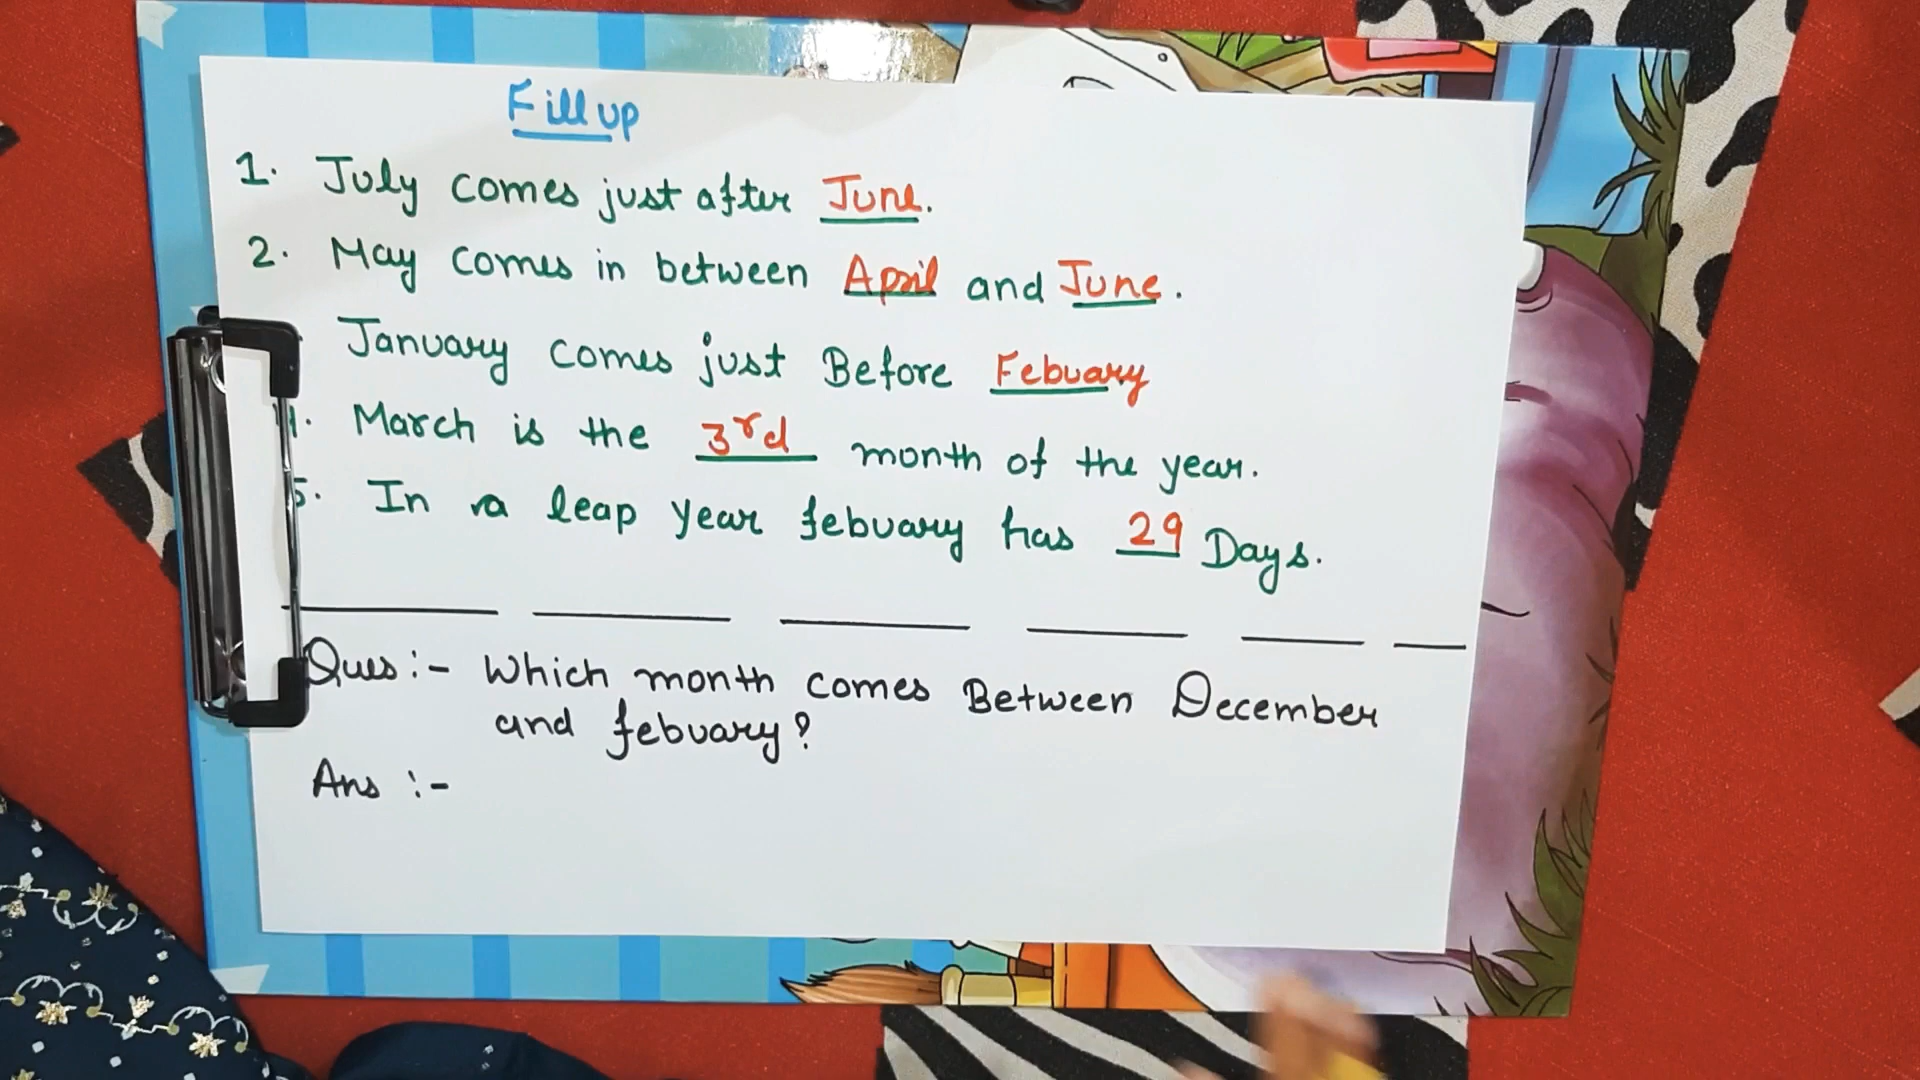 Fill up
1. July comes just after June.
2. May comes in between April and June.
January comes just Before Febuary
4. March is the 3rd month of the year.
5. In a leap year febuary has 29 Days.
Ques :- Which month comes Between December
and febuary?
Ans :-